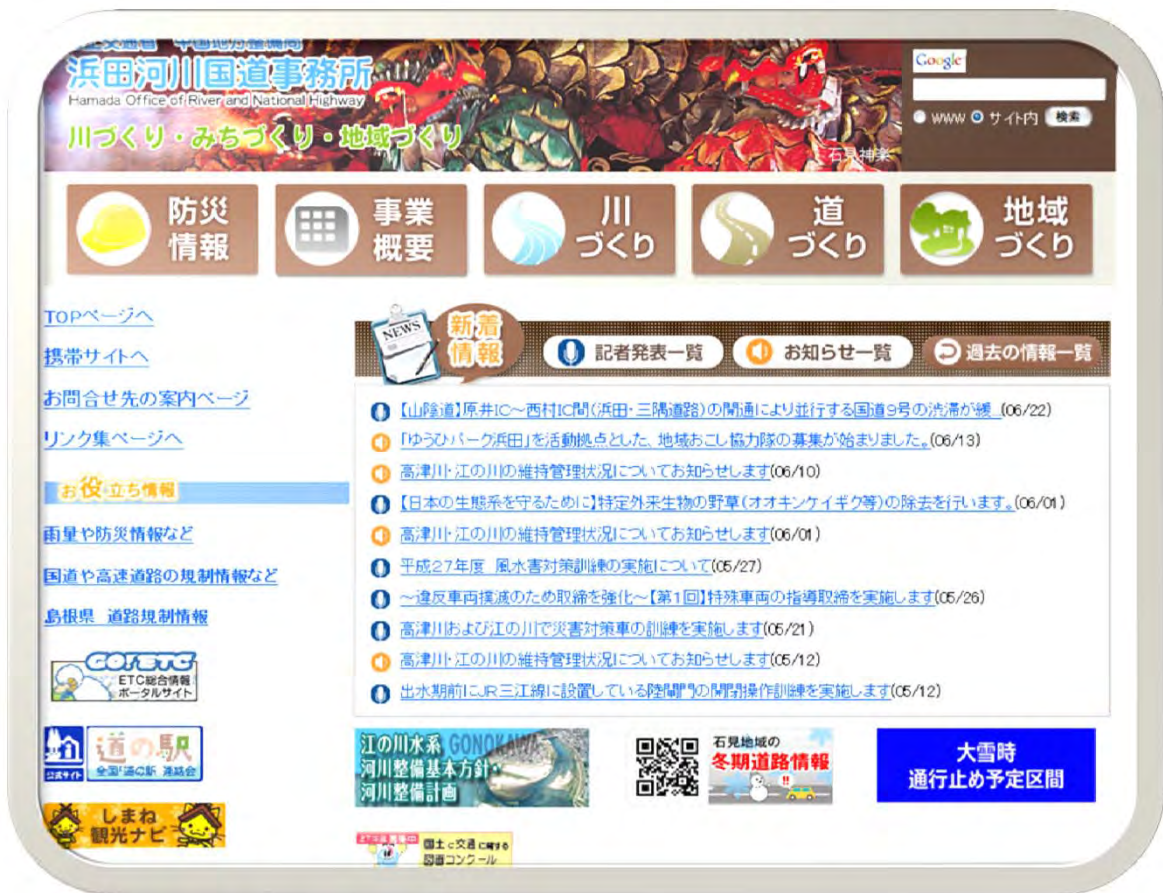 国土交通省 中国地方整備局
浜田河川国道事務所
Hamada Office of River and National Highway
川づくり・みちづくり・地域づくり
石見神楽
Google
www サイト内 検索
防災
情報
事業
概要
川
づくり
道
づくり
地域
づくり
TOPページへ
携帯サイトへ
お問合せ先の案内ページ
リンク集ページへ
お役立ち情報
雨量や防災情報など
国道や高速道路の規制情報など
島根県 道路規制情報
GO!ETC
ETC総合情報
ポータルサイト
公式サイト
道の駅
全国「道の駅」連絡会
しまね
観光ナビ
NEWS
新着
情報
記者発表一覧
お知らせ一覧
過去の情報一覧
【山陰道】原井IC～西村IC間(浜田・三隅道路)の開通により並行する国道9号の渋滞が緩 (06/22)
「ゆうひパーク浜田」を活動拠点とした、地域おこし協力隊の募集が始まりました。(06/13)
高津川・江の川の維持管理状況についてお知らせします(06/10)
【日本の生態系を守るために】特定外来生物の野草(オオキンケイギク等)の除去を行います。(06/01)
高津川・江の川の維持管理状況についてお知らせします(06/01)
平成27年度 風水害対策訓練の実施について(05/27)
～違反車両撲滅のため取締を強化～【第1回】特殊車両の指導取締を実施します(05/26)
高津川および江の川で災害対策車の訓練を実施します(05/21)
高津川・江の川の維持管理状況についてお知らせします(05/12)
出水期前にJR三江線に設置している陸閘門の開閉操作訓練を実施します(05/12)
江の川水系 GONOKAWA
河川整備基本方針・
河川整備計画
石見地域の
冬期道路情報
!!
大雪時
通行止め予定区間
国土と交通に関する
図画コンクール